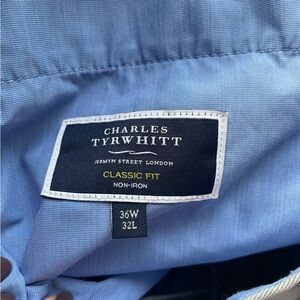 CHARLES
TYRWHITT
JERMYN STREET LONDON
CLASSIC FIT
NON-IRON
36W
32L